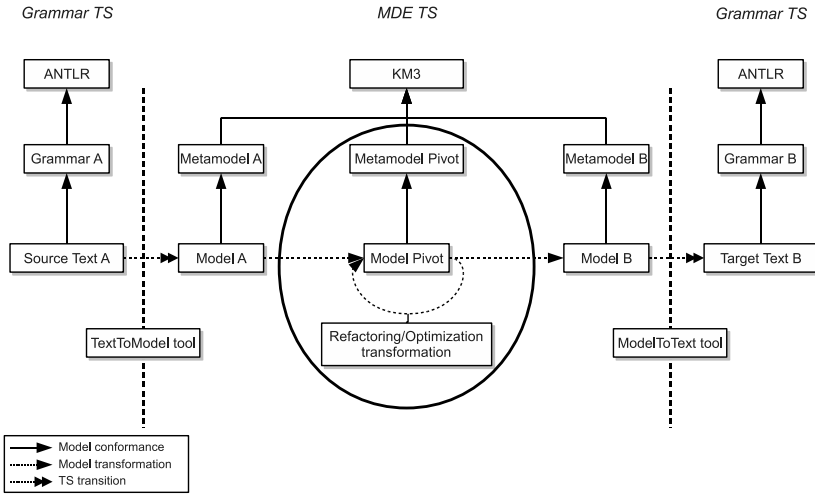 Grammar TS
MDE TS
Grammar TS
ANTLR
KM3
ANTLR
Grammar A
Metamodel A
Metamodel Pivot
Metamodel B
Grammar B
Source Text A
Model A
Model Pivot
Model B
Target Text B
TextToModel tool
Refactoring/Optimization
transformation
ModelToText tool
Model conformance
Model transformation
TS transition